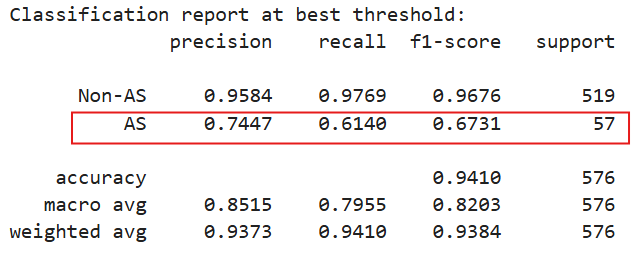 Classification report at best threshold:
precision recall f1-score support
Non-AS 0.9584 0.9769 0.9676 519
AS 0.7447 0.6140 0.6731 57
accuracy 0.9410 576
macro avg 0.8515 0.7955 0.8203 576
weighted avg 0.9373 0.9410 0.9384 576